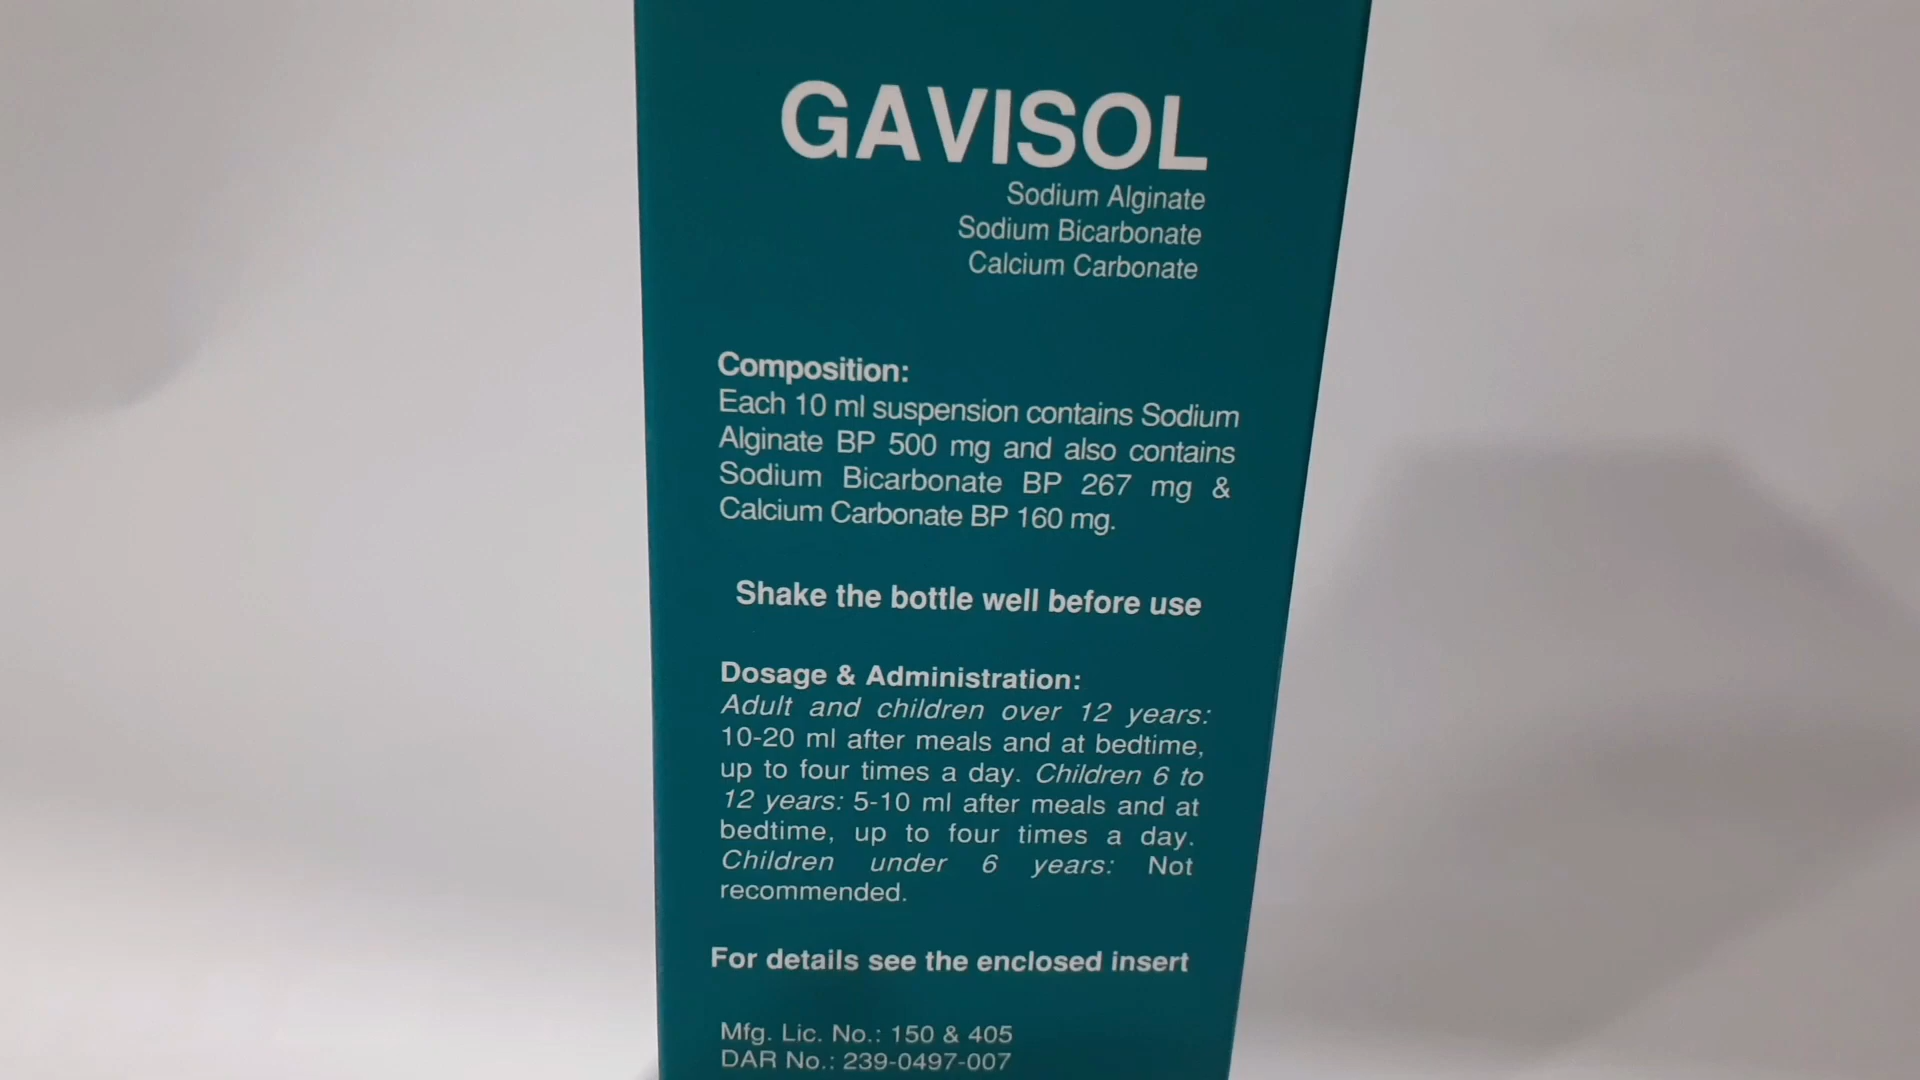 GAVISOL
Sodium Alginate
Sodium Bicarbonate
Calcium Carbonate
Composition:
Each 10 ml suspension contains Sodium
Alginate BP 500 mg and also contains
Sodium Bicarbonate BP 267 mg &
Calcium Carbonate BP 160 mg.
Shake the bottle well before use
Dosage & Administration:
Adult and children over 12 years:
10-20 ml after meals and at bedtime,
up to four times a day. Children 6 to
12 years: 5-10 ml after meals and at
bedtime, up to four times a day.
Children under 6 years: Not
recommended.
For details see the enclosed insert
Mfg. Lic. No.: 150 & 405
DAR No.: 239-0497-007